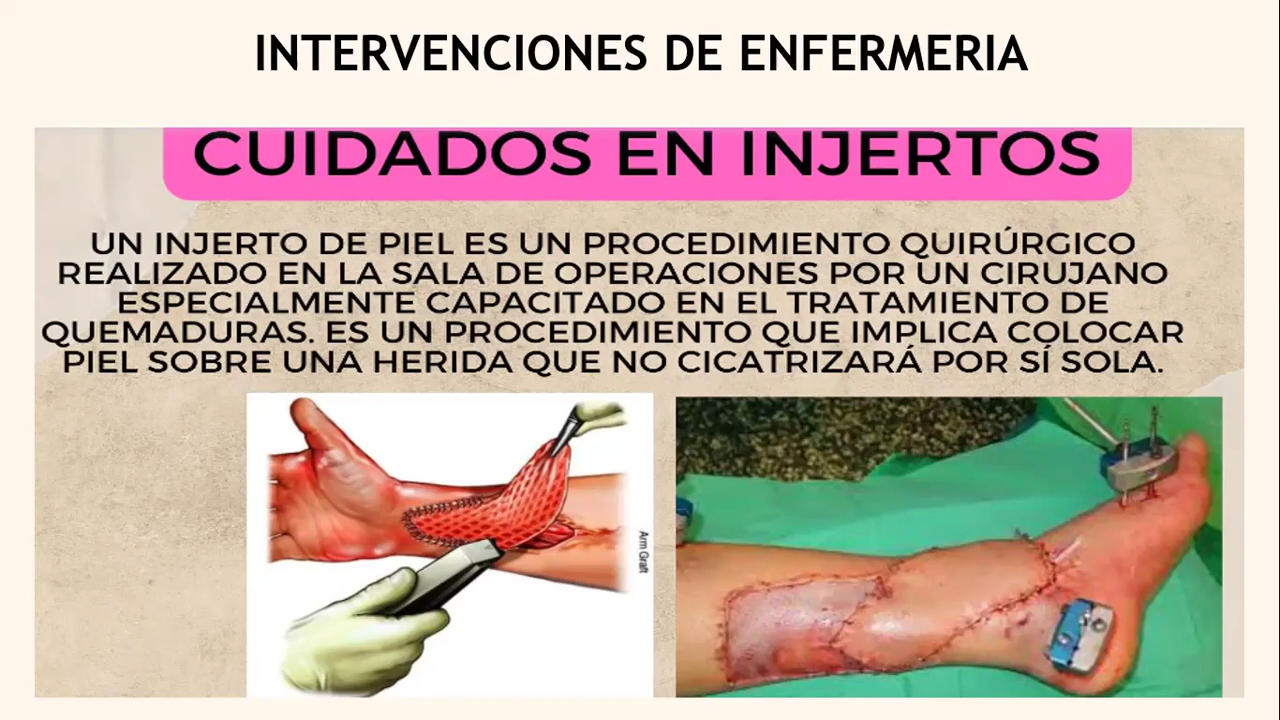 INTERVENCIONES DE ENFERMERIA
CUIDADOS EN INJERTOS
UN INJERTO DE PIEL ES UN PROCEDIMIENTO QUIRÚRGICO
REALIZADO EN LA SALA DE OPERACIONES POR UN CIRUJANO
ESPECIALMENTE CAPACITADO EN EL TRATAMIENTO DE
QUEMADURAS. ES UN PROCEDIMIENTO QUE IMPLICA COLOCAR
PIEL SOBRE UNA HERIDA QUE NO CICATRIZARÁ POR SÍ SOLA.
Arm Graft